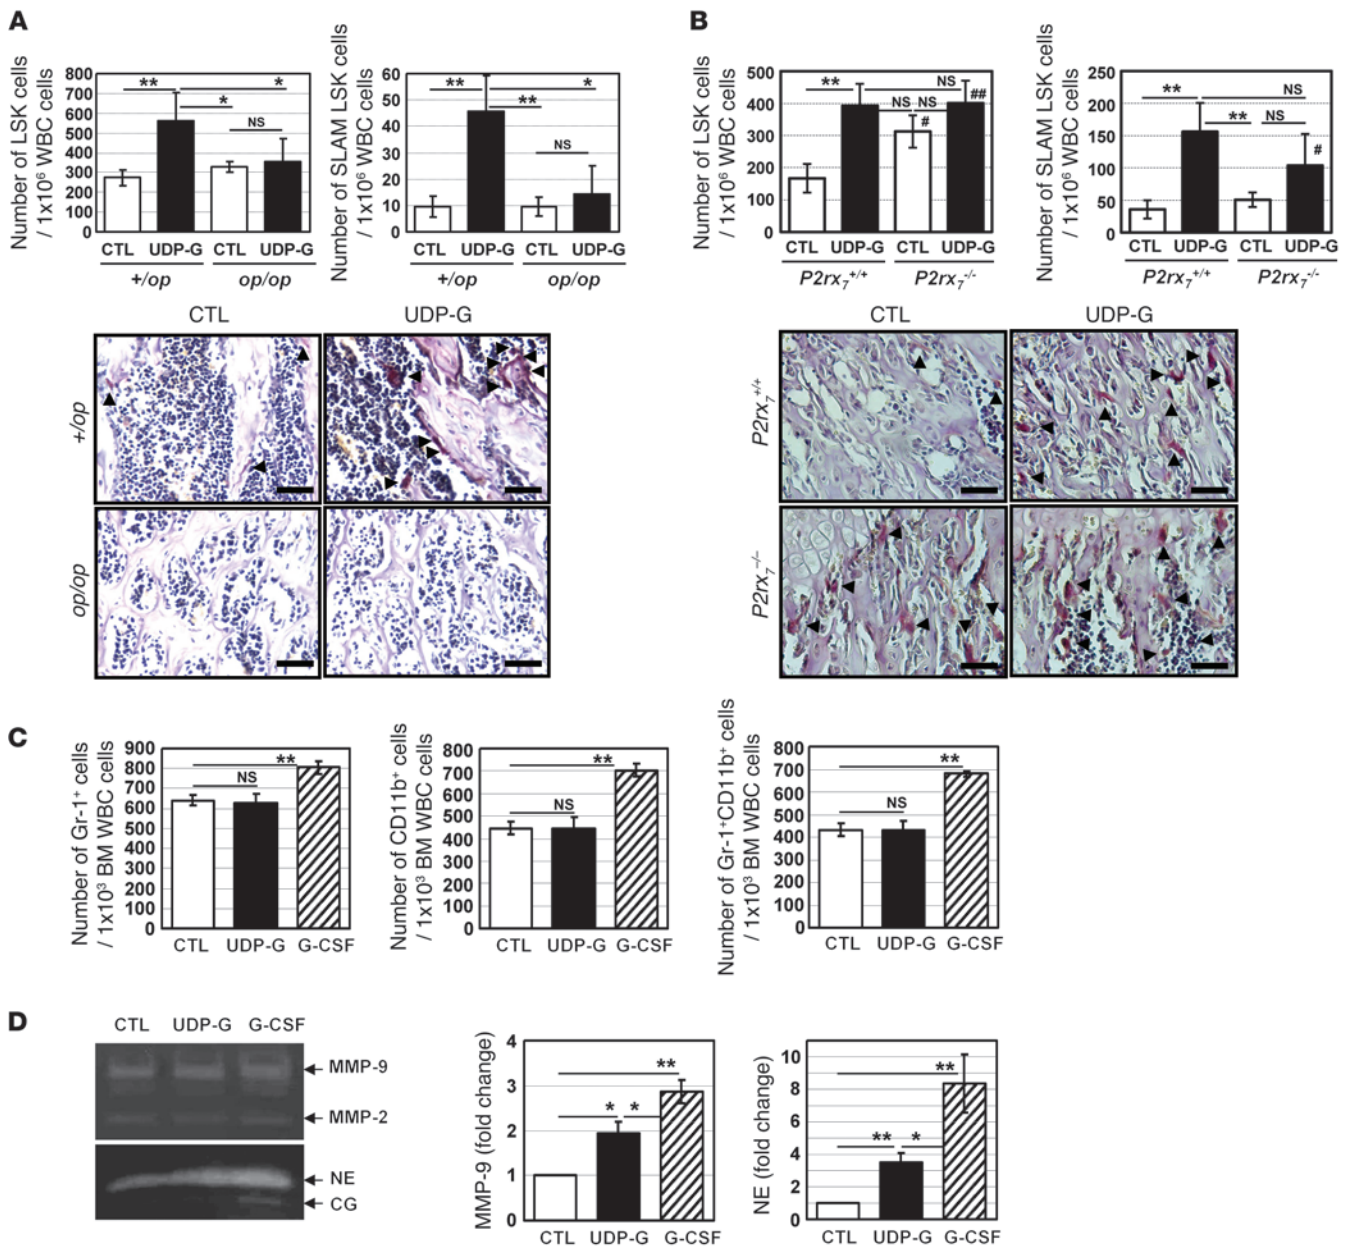 A
Number of LSK cells
/ 1x10⁶ WBC cells
800
700
600
500
400
300
200
100
0
**
*
*
NS
CTL UDP-G CTL UDP-G
+/op op/op
Number of SLAM LSK cells
/ 1x10⁶ WBC cells
60
50
40
30
20
10
0
**
*
**
NS
CTL UDP-G CTL UDP-G
+/op op/op
CTL UDP-G
+/op
op/op
B
Number of LSK cells
/ 1x10⁶ WBC cells
500
400
300
200
100
0
**
NS
##
NS NS
#
CTL UDP-G CTL UDP-G
P2rx₇⁺/⁺ P2rx₇⁻/⁻
Number of SLAM LSK cells
/ 1x10⁶ WBC cells
250
200
150
100
50
0
**
NS
**
NS
#
CTL UDP-G CTL UDP-G
P2rx₇⁺/⁺ P2rx₇⁻/⁻
CTL UDP-G
P2rx₇⁺/⁺
P2rx₇⁻/⁻
C
Number of Gr-1⁺ cells
/ 1x10³ BM WBC cells
900
800
700
600
500
400
300
200
100
0
**
NS
CTL UDP-G G-CSF
Number of CD11b⁺ cells
/ 1x10³ BM WBC cells
800
700
600
500
400
300
200
100
0
**
NS
CTL UDP-G G-CSF
Number of Gr-1⁺CD11b⁺ cells
/ 1x10³ BM WBC cells
800
700
600
500
400
300
200
100
0
**
NS
CTL UDP-G G-CSF
D
CTL UDP-G G-CSF
MMP-9
MMP-2
NE
CG
MMP-9 (fold change)
4
3
2
1
0
**
* *
CTL UDP-G G-CSF
NE (fold change)
10
8
6
4
2
0
**
** *
CTL UDP-G G-CSF